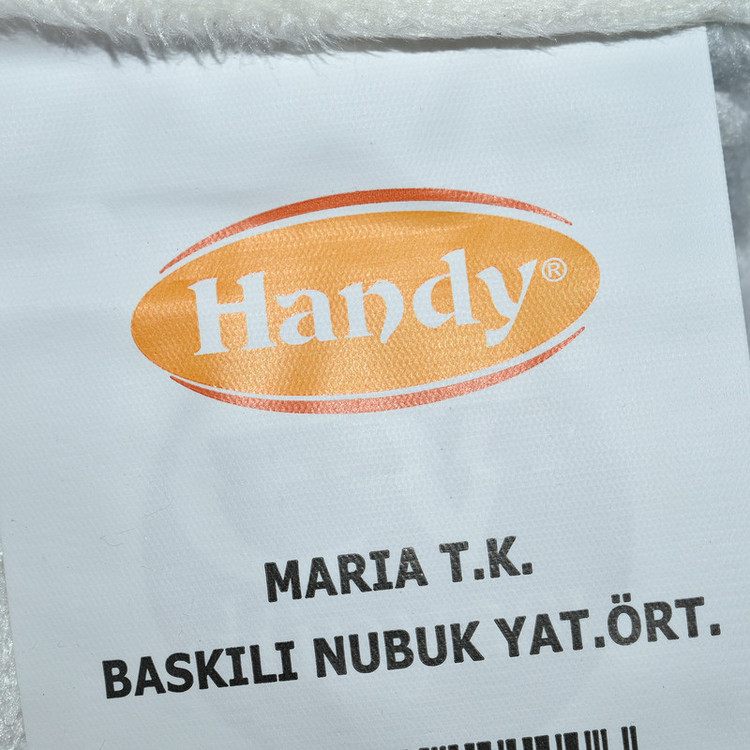 Handy®
MARIA T.K.
BASKILI NUBUK YAT.ÖRT.